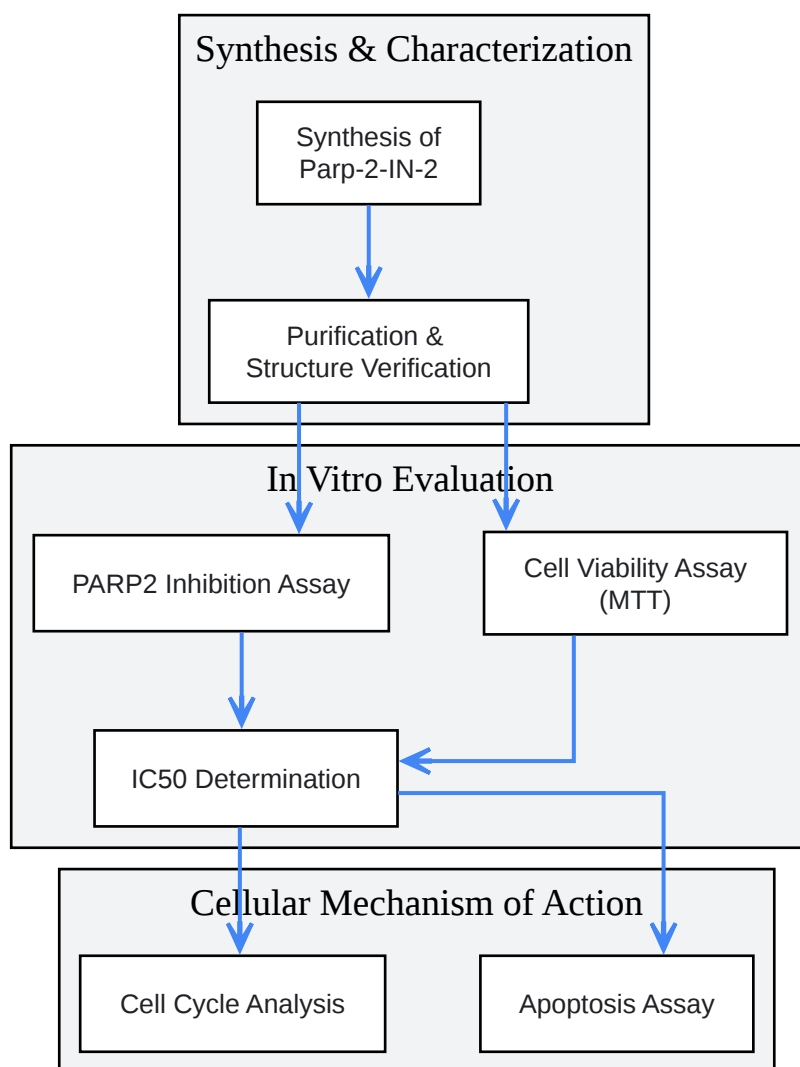 Synthesis & Characterization
Synthesis of
Parp-2-IN-2
Purification &
Structure Verification
In Vitro Evaluation
PARP2 Inhibition Assay
Cell Viability Assay
(MTT)
IC50 Determination
Cellular Mechanism of Action
Cell Cycle Analysis
Apoptosis Assay